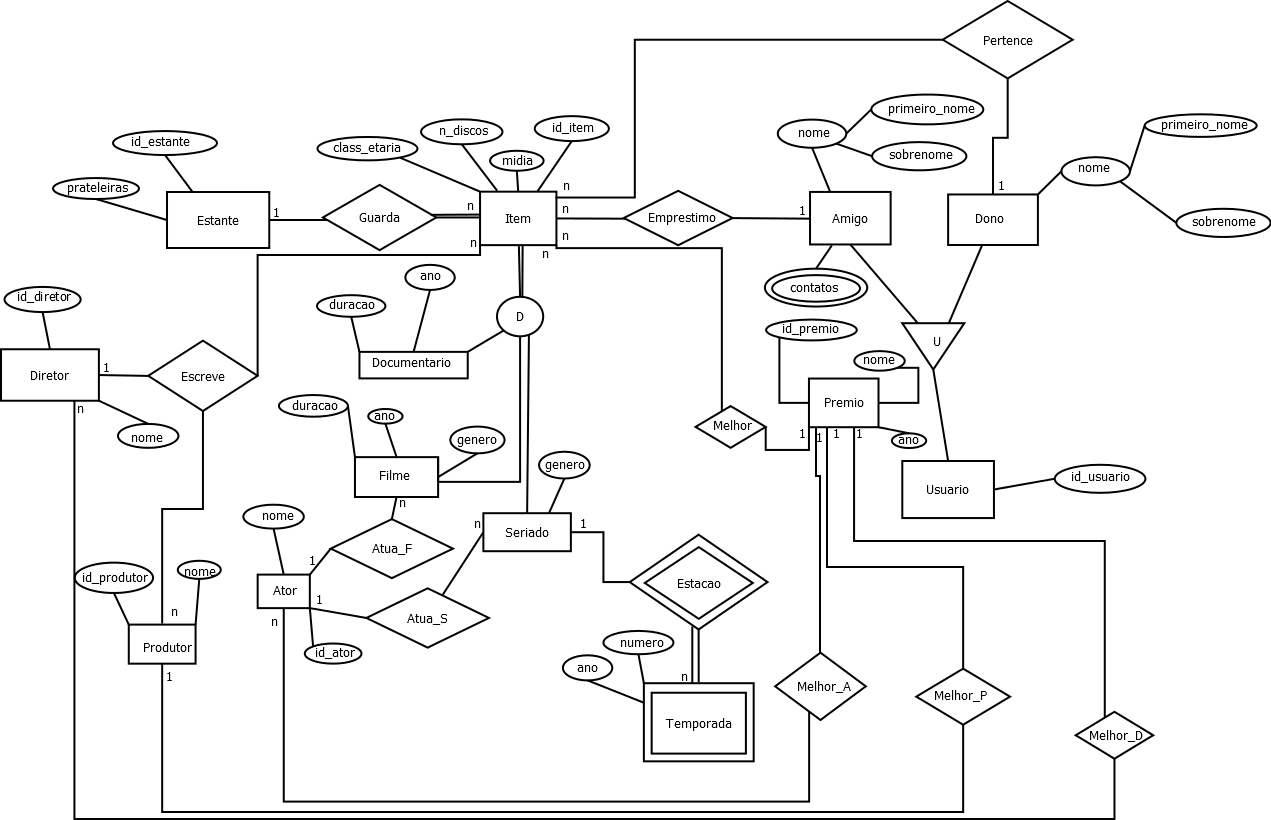 Pertence
primeiro_nome
nome
sobrenome
primeiro_nome
nome
sobrenome
n_discos
id_item
class_etaria
midia
id_estante
prateleiras
Estante
1
Guarda
n
Item
n
n
Emprestimo
1
Amigo
1
Dono
n
n
n
contatos
id_diretor
duracao
ano
D
Documentario
id_premio
nome
U
Diretor
1
Escreve
n
nome
Premio
ano
Melhor
1
1
1
1
duracao
ano
genero
Filme
n
genero
Usuario
id_usuario
nome
Atua_F
n
Seriado
1
1
Ator
1
Atua_S
n
id_ator
id_produtor
nome
n
Produtor
1
Estacao
numero
ano
n
Temporada
Melhor_A
Melhor_P
Melhor_D